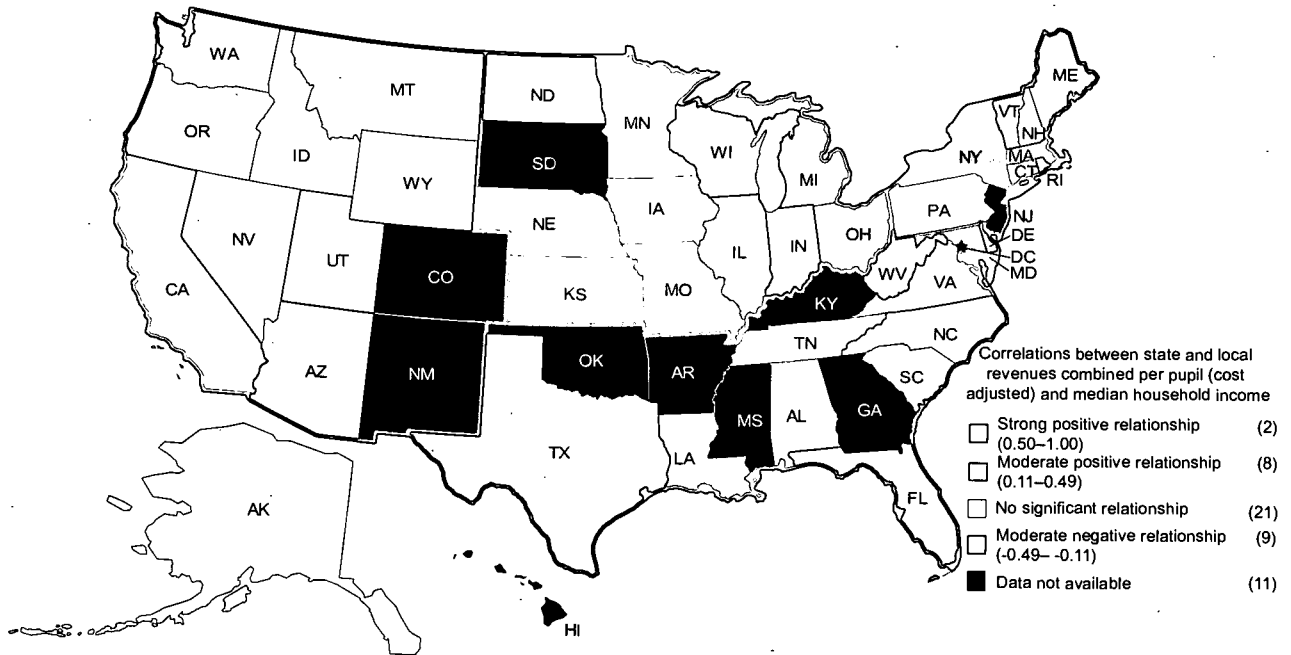 WA
MT
ND
MN
ME
VT
NH
OR
ID
SD
WI
NY
MA
CT
RI
WY
MI
IA
PA
NJ
NE
OH
DE
NV
UT
IL
IN
DC
CO
WV
MD
CA
KS
MO
VA
KY
NC
TN
OK
AZ
NM
AR
SC
MS
AL
GA
TX
LA
FL
AK
HI
Correlations between state and local
revenues combined per pupil (cost
adjusted) and median household income
Strong positive relationship (2)
(0.50–1.00)
Moderate positive relationship (8)
(0.11–0.49)
No significant relationship (21)
Moderate negative relationship (9)
(-0.49– -0.11)
Data not available (11)